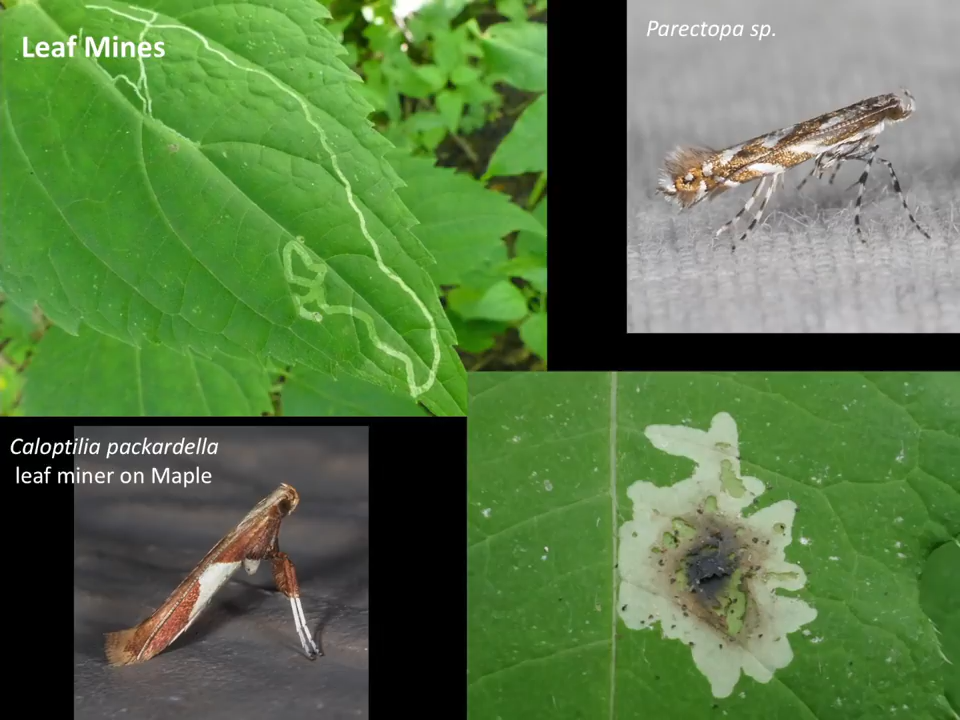 Leaf Mines
Parectopa sp.
Caloptilia packardella
leaf miner on Maple